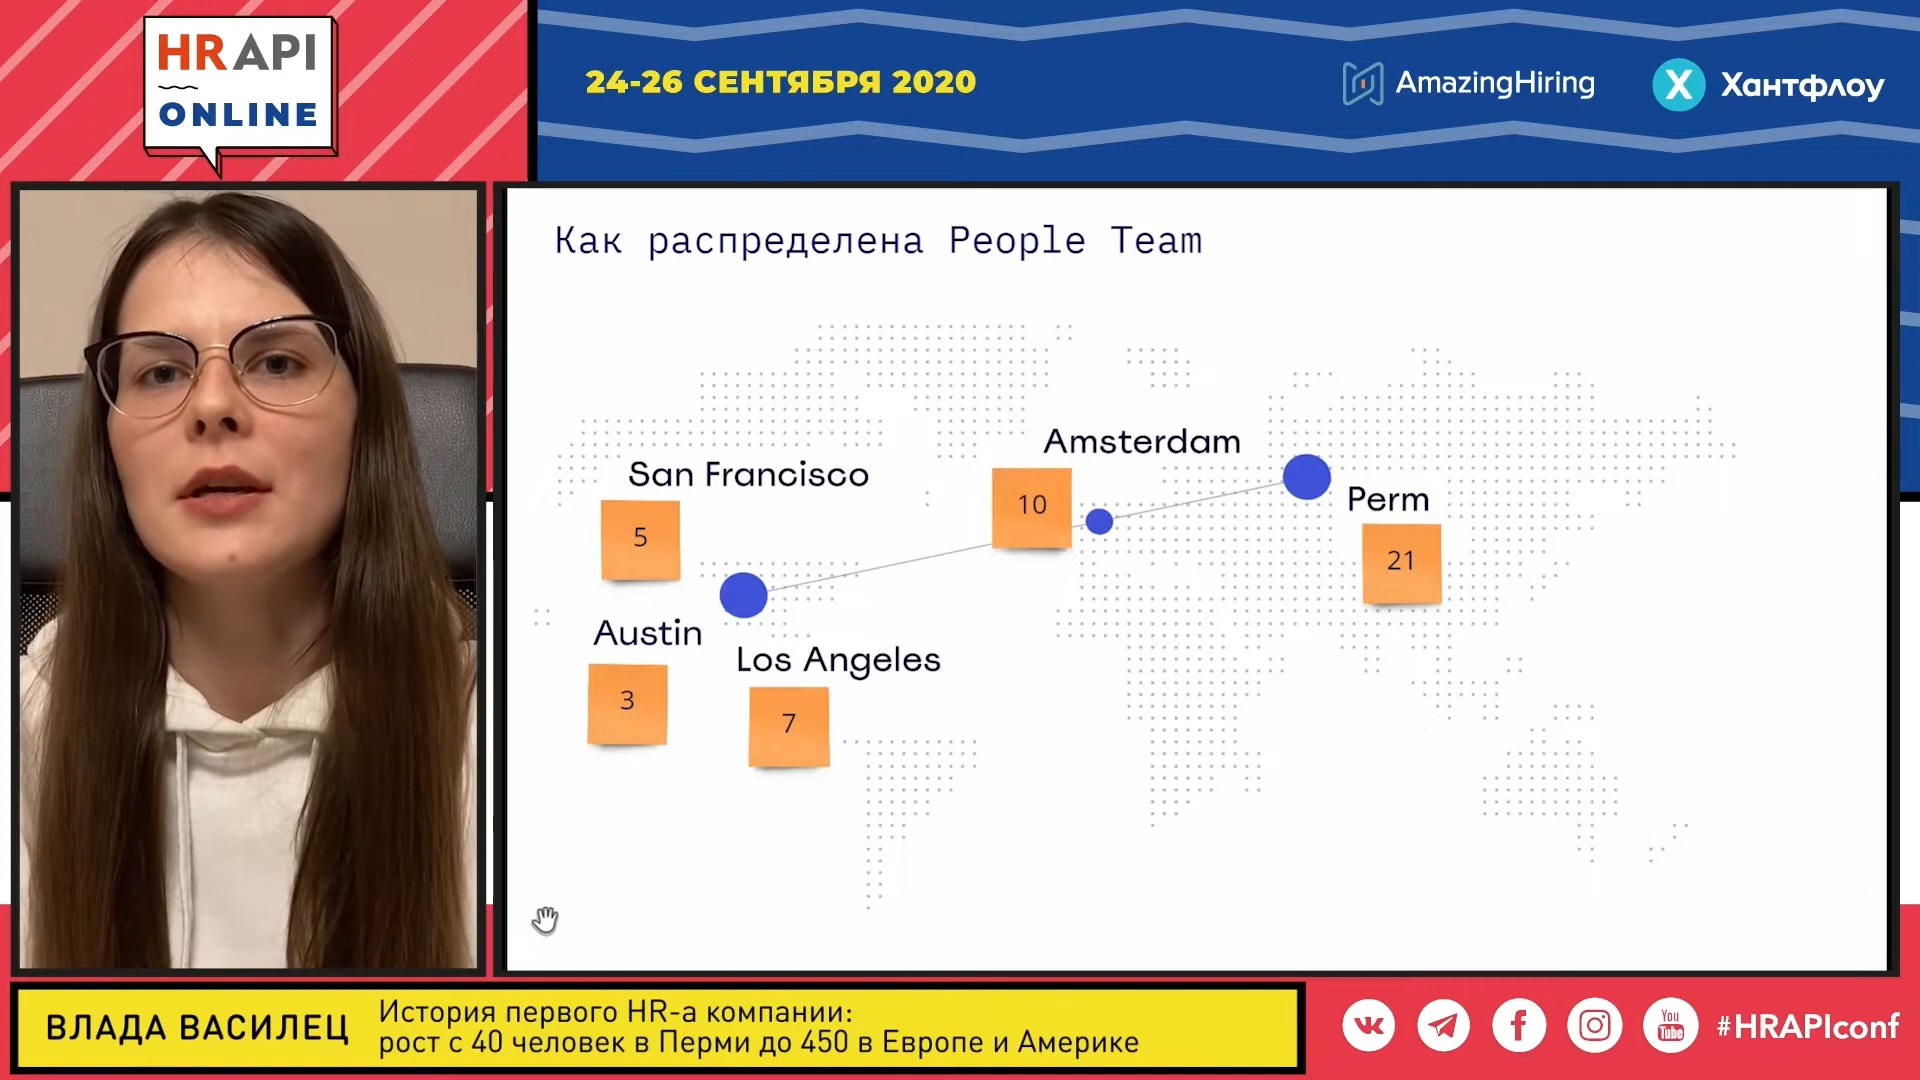 HR API
ONLINE
24-26 СЕНТЯБРЯ 2020
AmazingHiring
X Хантфлоу
Как распределена People Team
Amsterdam
10
San Francisco
5
Perm
21
Austin
3
Los Angeles
7
ВЛАДА ВАСИЛЕЦ
История первого HR-а компании:
рост с 40 человек в Перми до 450 в Европе и Америке
You
Tube
#HRAPIconf